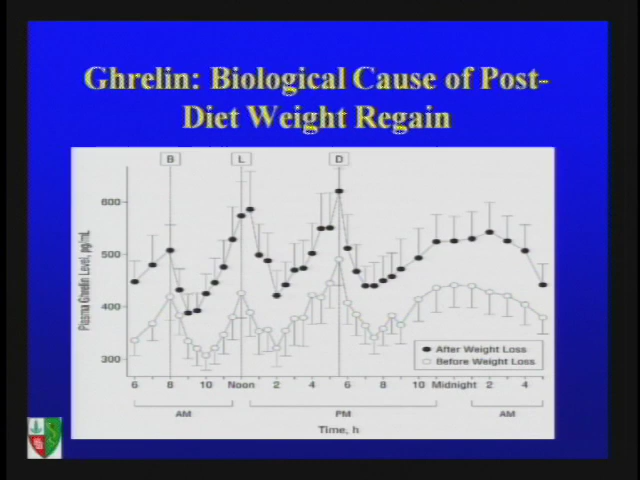 Ghrelin: Biological Cause of Post-
Diet Weight Regain
B L D
Plasma Ghrelin Level, pg/mL
600
500
400
300
After Weight Loss
Before Weight Loss
6 8 10 Noon 2 4 6 8 10 Midnight 2 4
AM PM AM
Time, h